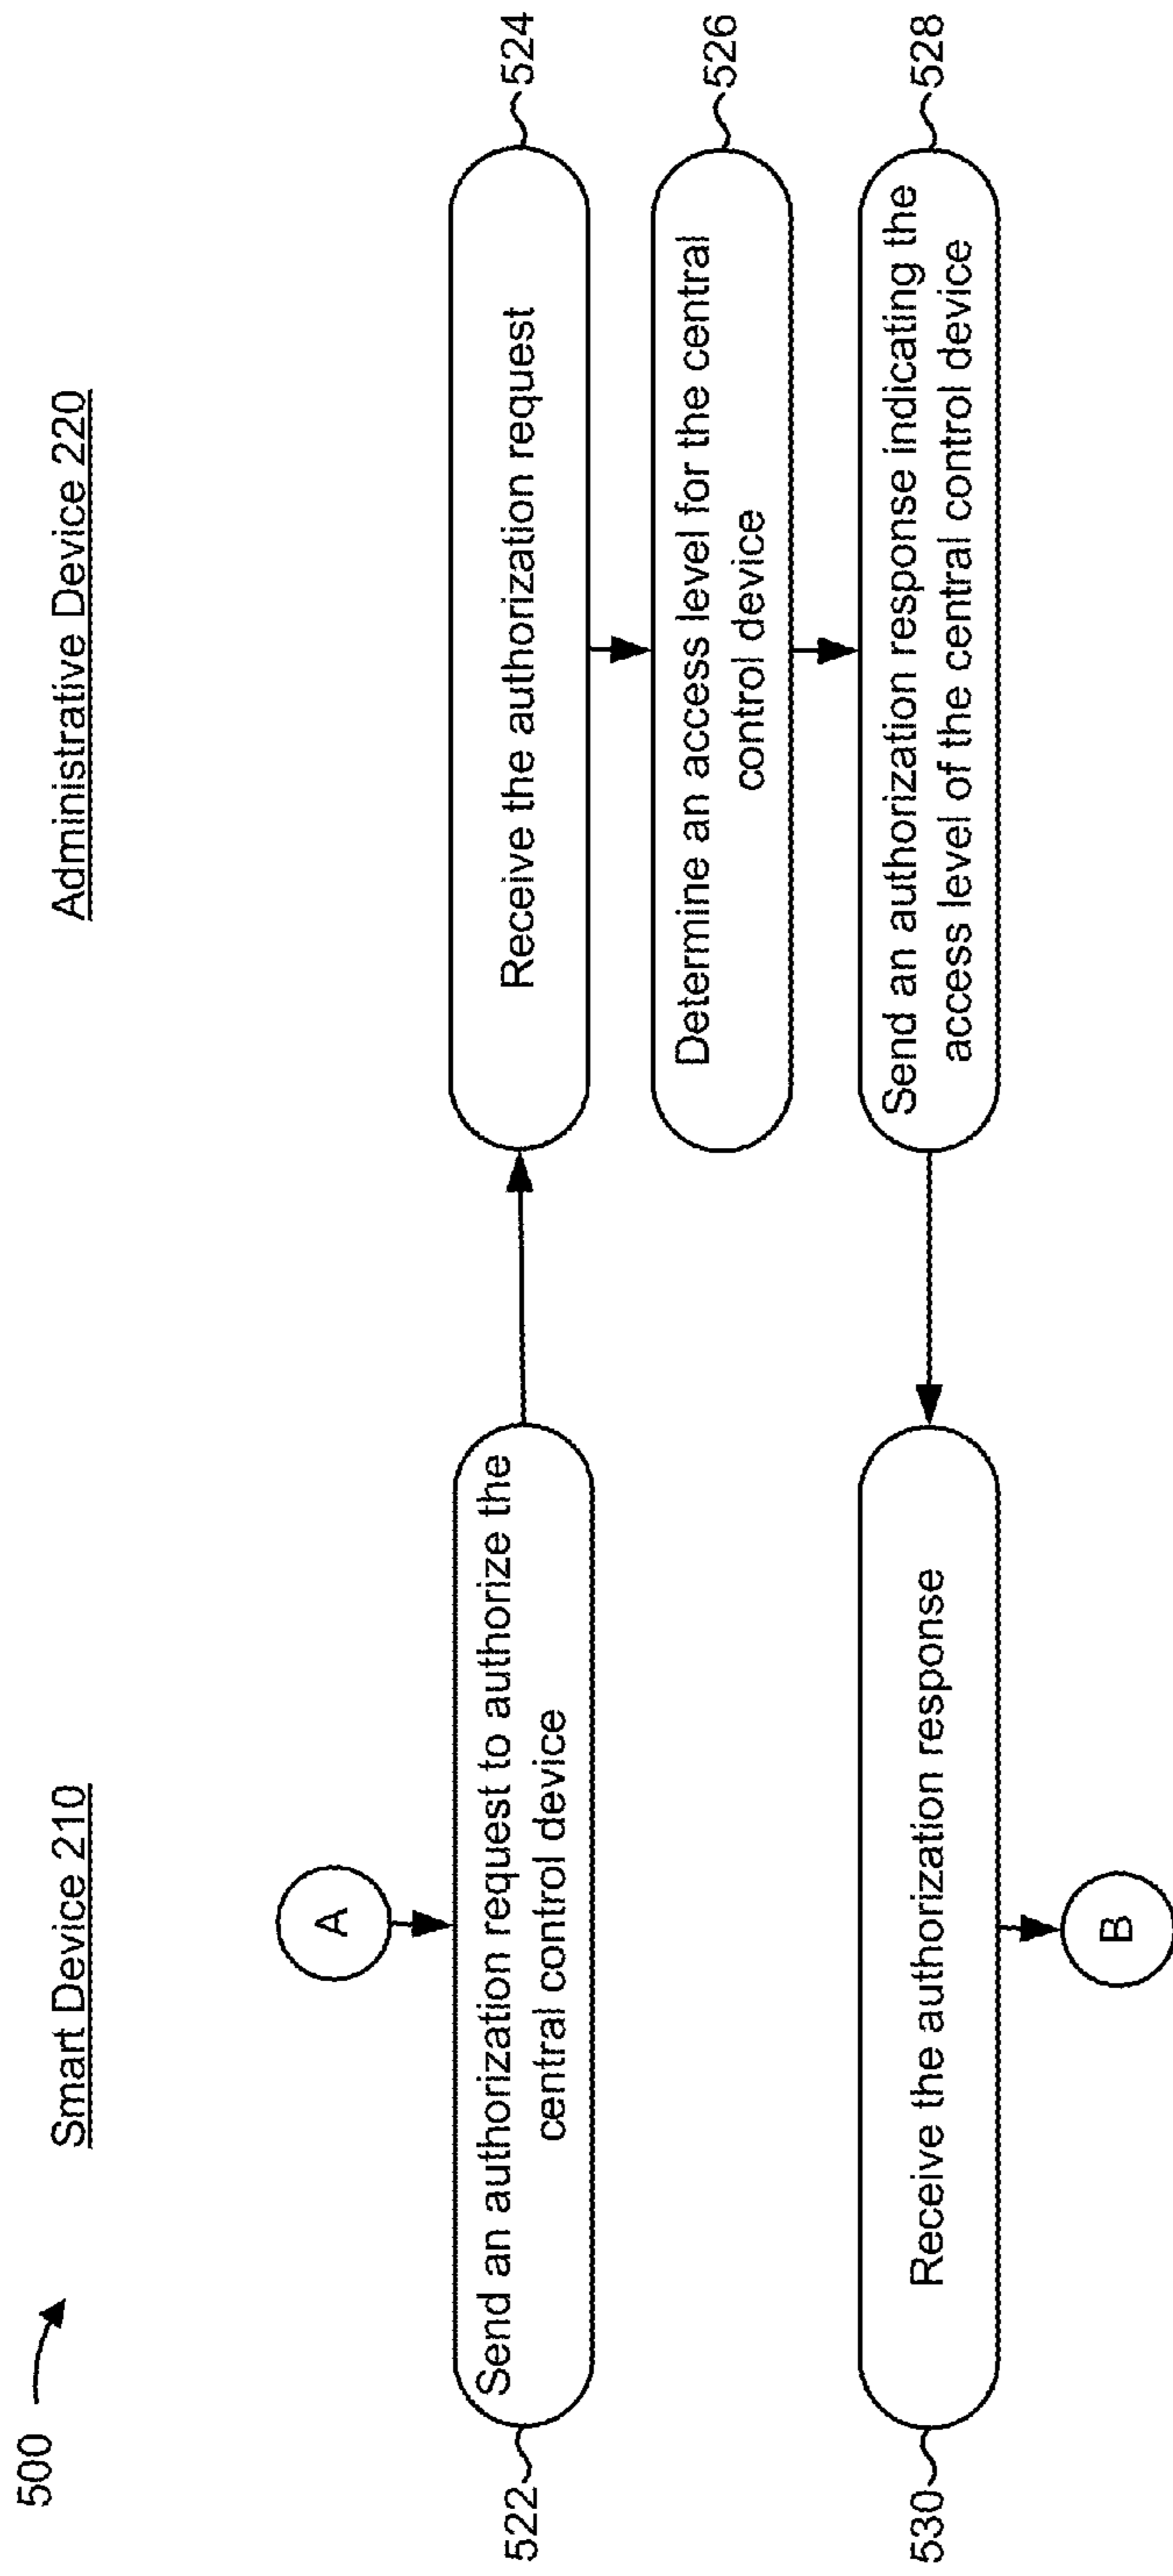 500
Smart Device 210
Administrative Device 220
A
522
Send an authorization request to authorize the
central control device
Receive the authorization request
524
Determine an access level for the central
control device
526
Send an authorization response indicating the
access level of the central control device
528
530
Receive the authorization response
B